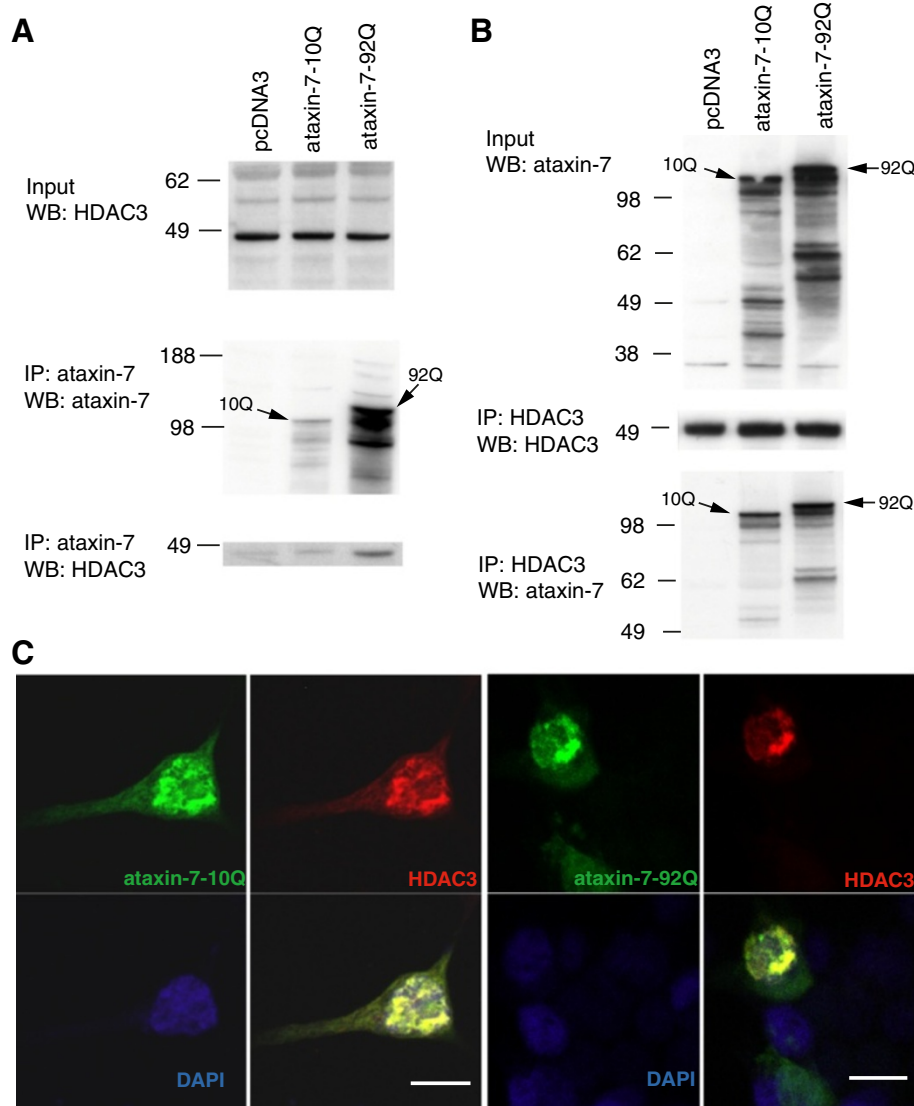 A
pcDNA3
ataxin-7-10Q
ataxin-7-92Q
Input
WB: HDAC3
62
49
IP: ataxin-7
WB: ataxin-7
188
98
10Q
92Q
IP: ataxin-7
WB: HDAC3
49
B
pcDNA3
ataxin-7-10Q
ataxin-7-92Q
Input
WB: ataxin-7
10Q
92Q
98
62
49
38
IP: HDAC3
WB: HDAC3
49
10Q
92Q
98
IP: HDAC3
WB: ataxin-7
62
49
C
ataxin-7-10Q
HDAC3
ataxin-7-92Q
HDAC3
DAPI
DAPI